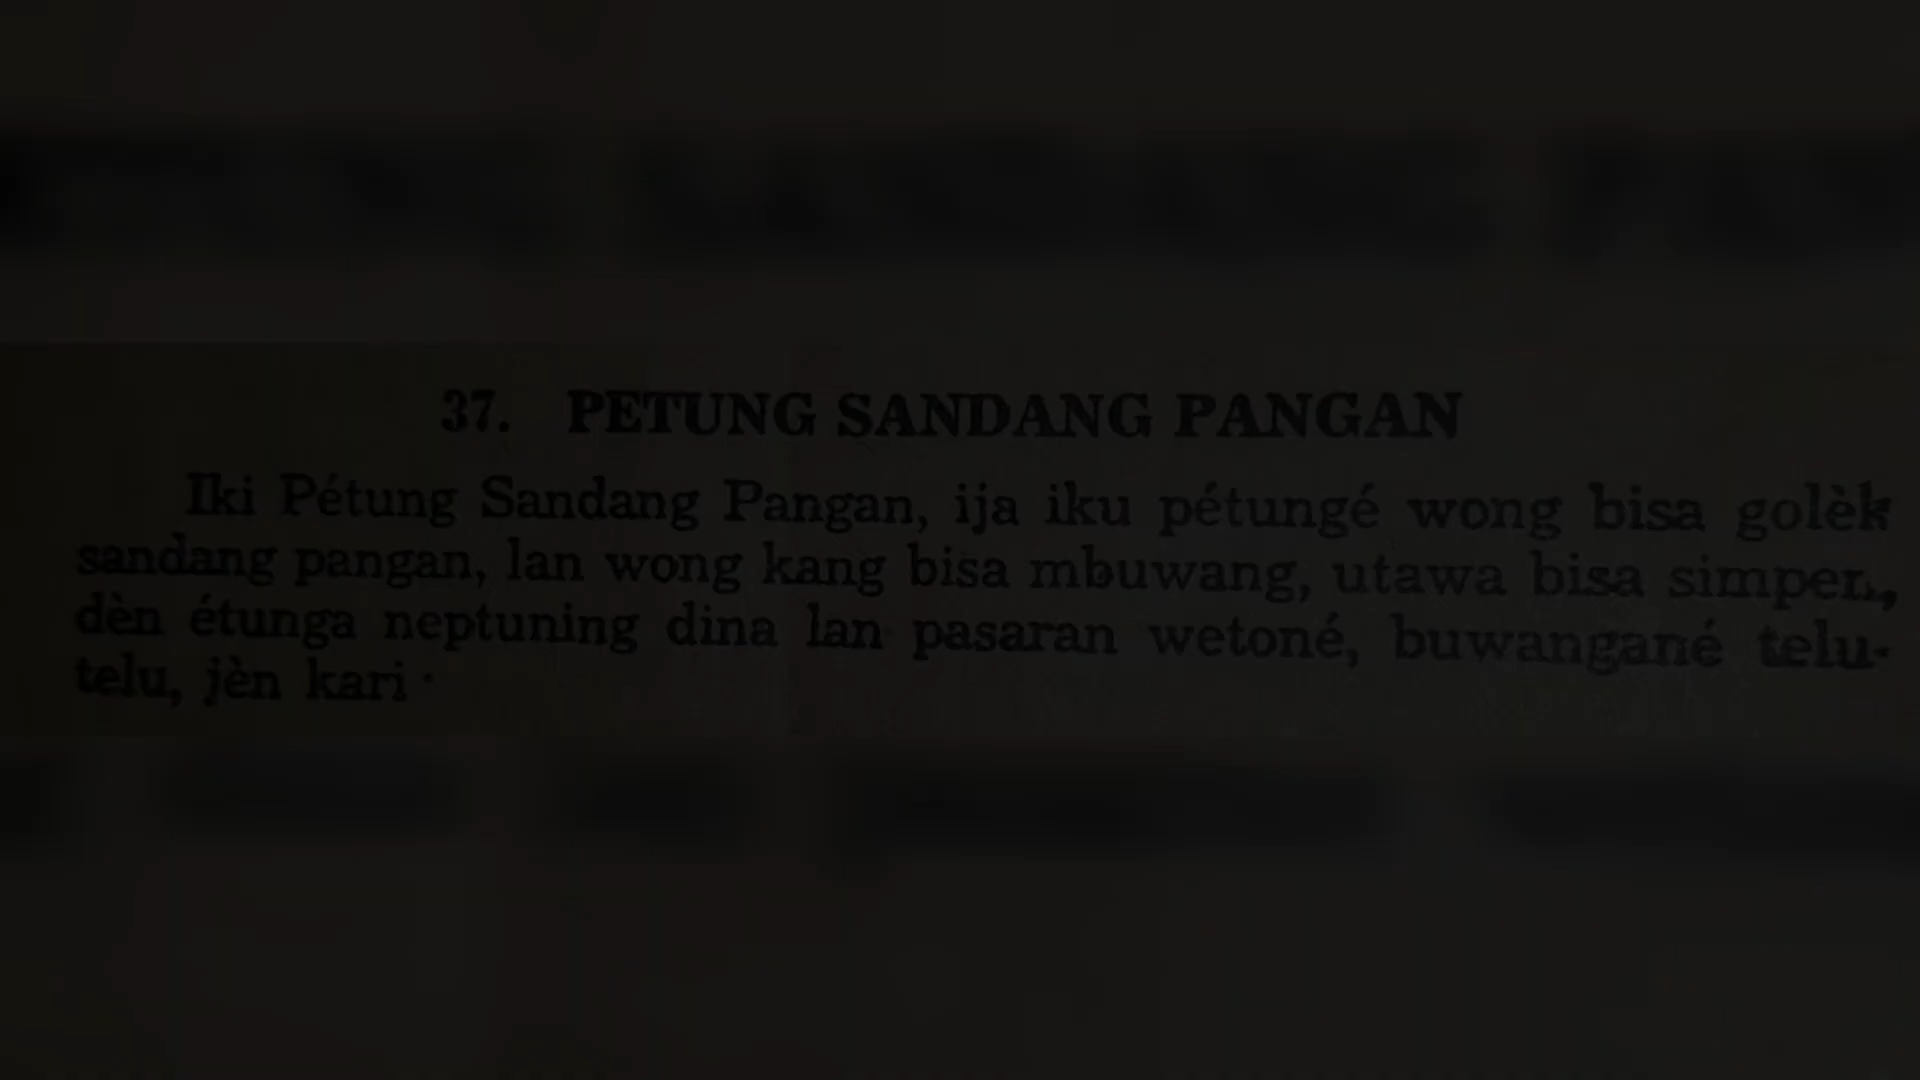 37. PETUNG SANDANG PANGAN
Iki Pétung Sandang Pangan, ija iku pétungé wong bisa golèk
sandang pangan, lan wong kang bisa mbuwang, utawa bisa simpen,
dèn étunga neptuning dina lan pasaran wetoné, buwangané telu-
telu, jèn kari